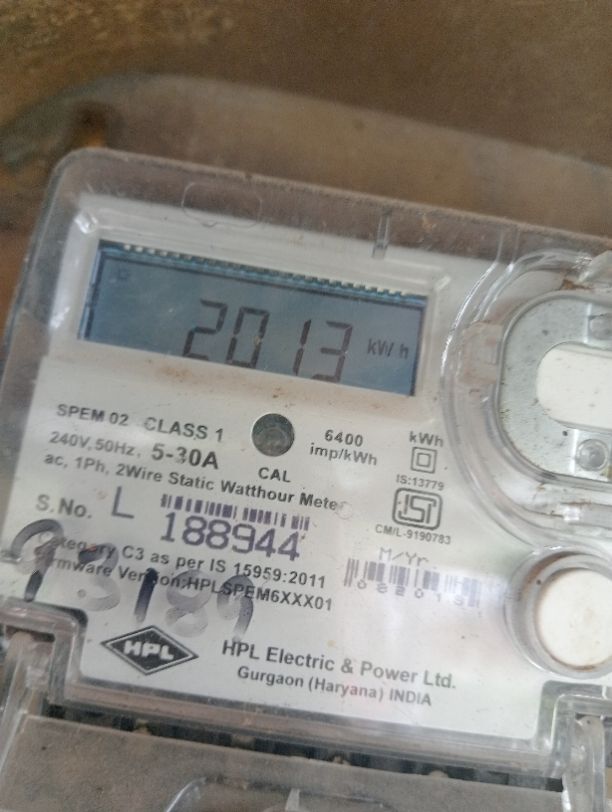 2013 kWh
SPEM 02 CLASS 1
240V,50Hz, 5-30A
ac, 1Ph, 2Wire Static Watthour Meter
CAL
6400
imp/kWh
kWh
IS:13779
ISI
CM/L-9190783
S.No. L 188944
C3 as per IS 15959:2011
Version:HPLSPEM6XXX01
M/Yr.
HPL
HPL Electric & Power Ltd.
Gurgaon (Haryana) INDIA